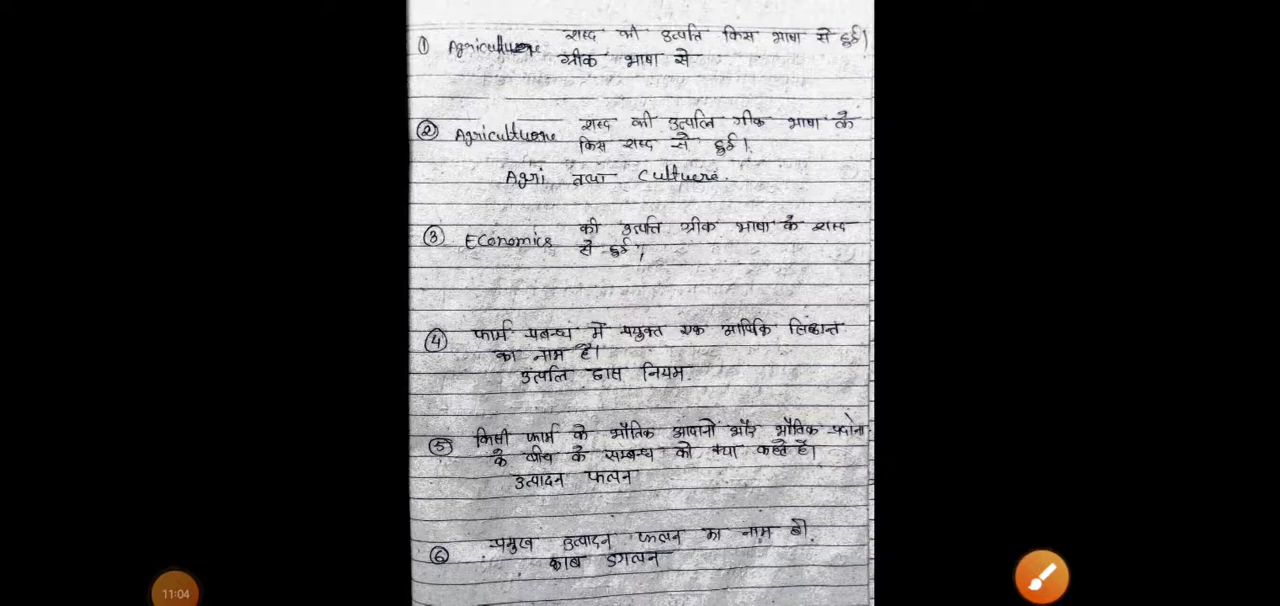 ① Agriculture शब्द की उत्पत्ति किस भाषा से हुई।
ग्रीक भाषा से
② Agriculture शब्द की उत्पत्ति ग्रीक भाषा के
किस शब्द से हुई।
Agri तथा Culture.
③ Economics की उत्पत्ति ग्रीक भाषा के शब्द
से हुई,
④ फार्म प्रबन्ध में प्रयुक्त एक आर्थिक सिद्धान्त
का नाम है।
उत्पत्ति ह्रास नियम.
⑤ किसी फार्म के भौतिक आदानों और भौतिक
के बीच के सम्बन्ध को क्या कहते हैं।
उत्पादन फलन
⑥ प्रमुख उत्पादन फलन का नाम दो.
काब डगलन
11:04